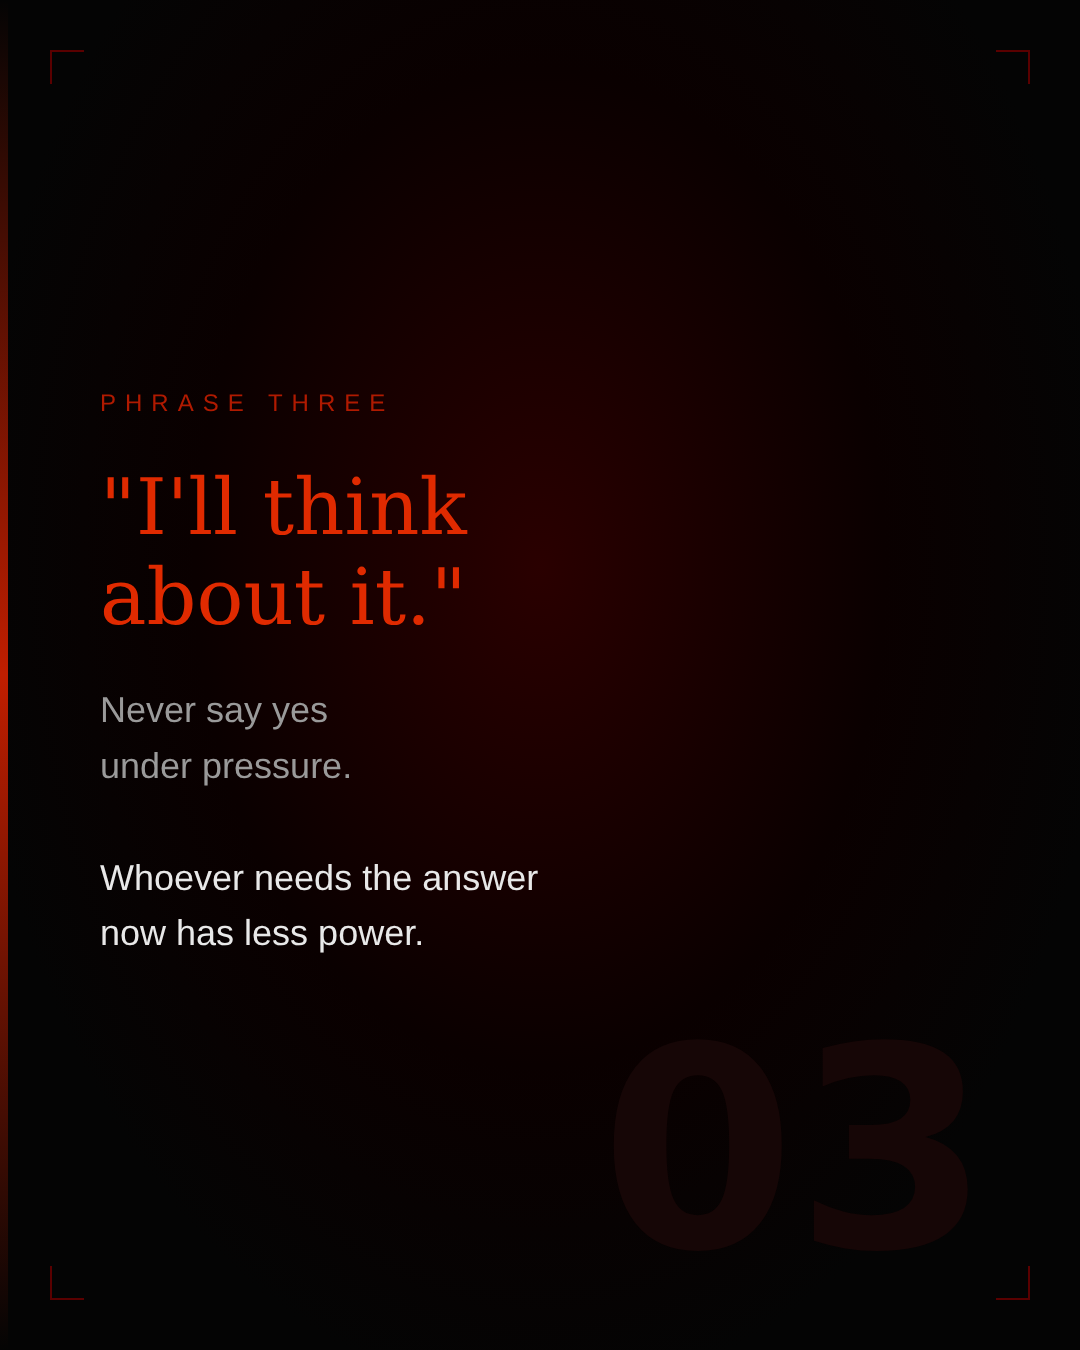 PHRASE THREE
"I'll think
about it."
Never say yes
under pressure.
Whoever needs the answer
now has less power.
03